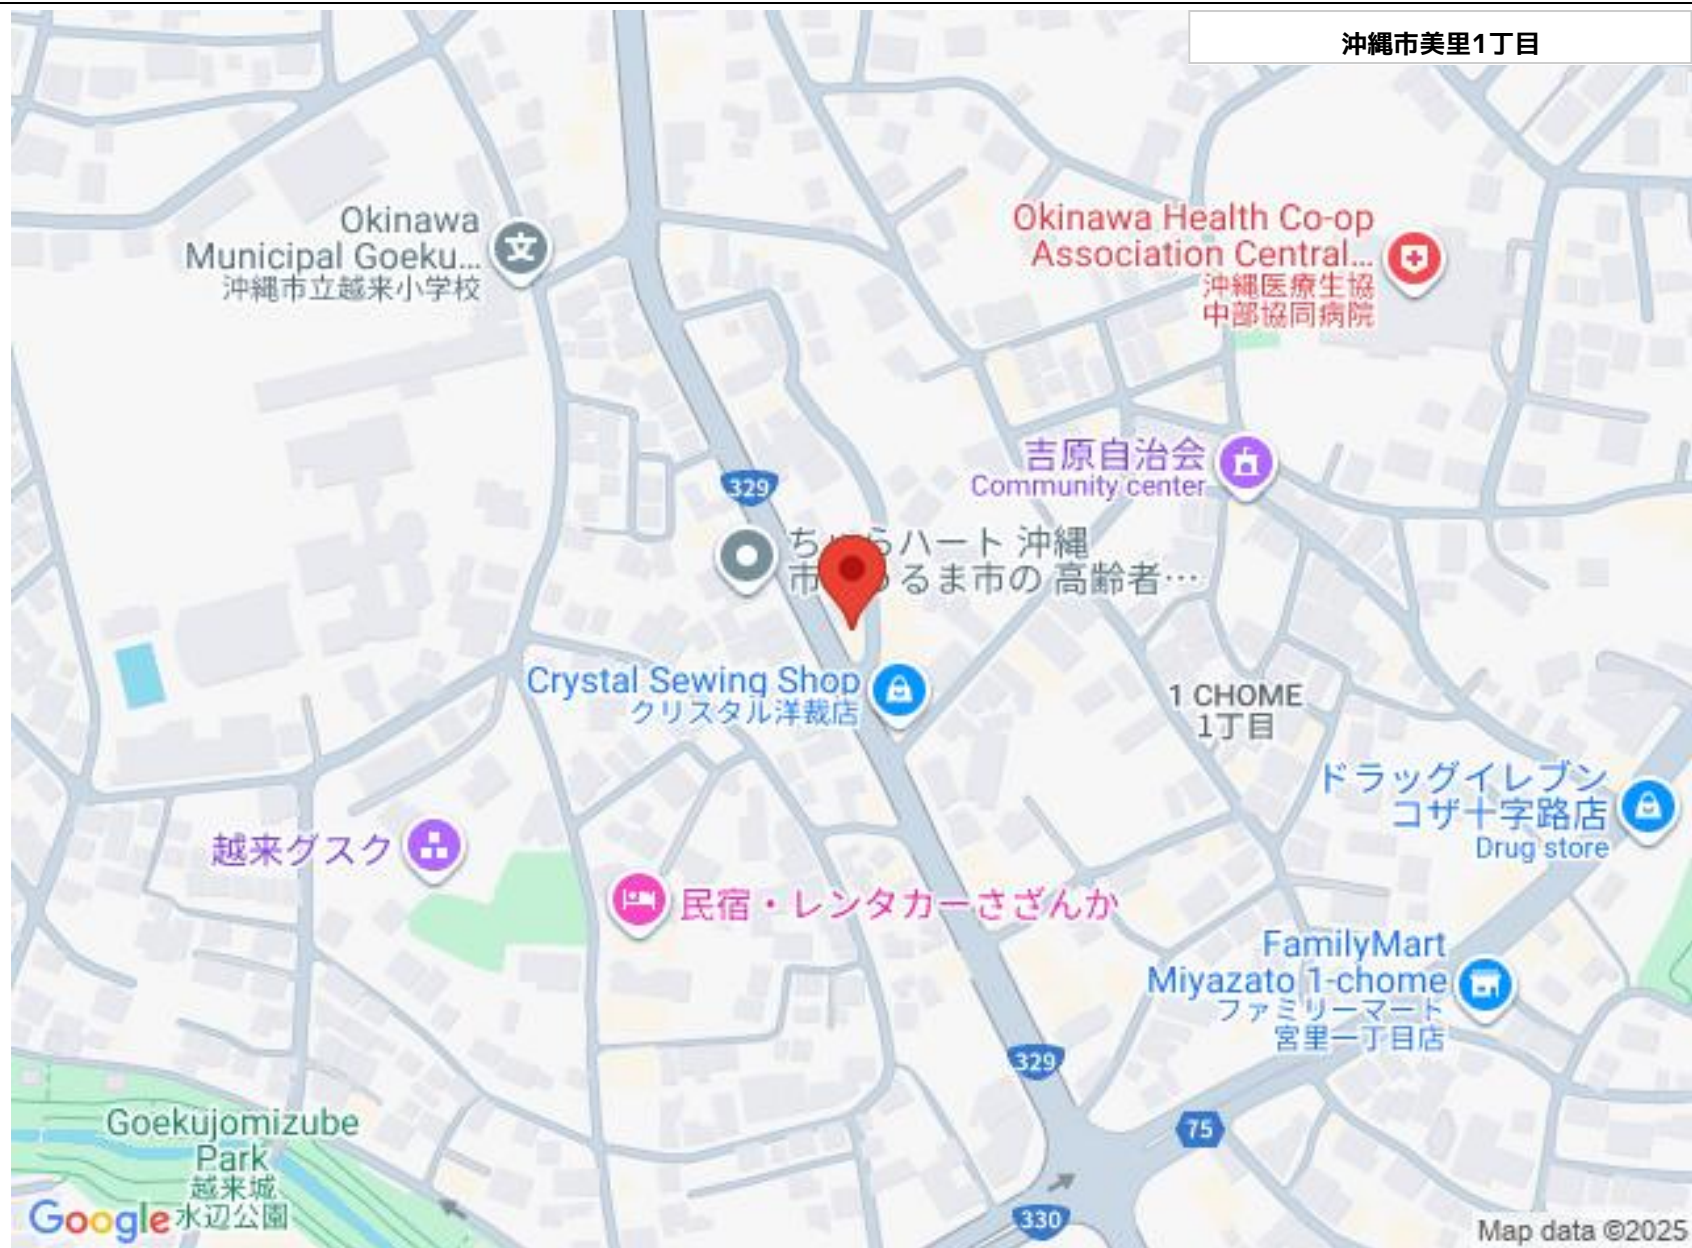 沖縄市美里1丁目
Okinawa
Municipal Goeku...
沖縄市立越来小学校
Okinawa Health Co-op
Association Central...
沖縄医療生協
中部協同病院
吉原自治会
Community center
329
らハート 沖縄
市
るま市の 高齢者…
Crystal Sewing Shop
クリスタル洋裁店
1 CHOME
1丁目
ドラッグイレブン
コザ十字路店
Drug store
越来グスク
民宿・レンタカーさざんか
FamilyMart
Miyazato 1-chome
ファミリーマート
宮里一丁目店
329
75
Goekujomizube
Park
越来城
水辺公園
330
Google
Map data ©2025